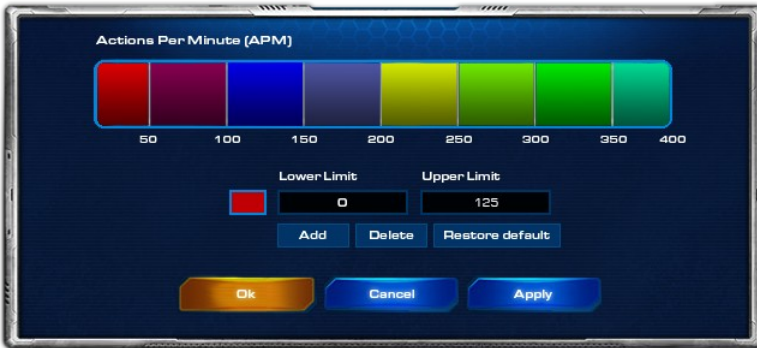 Actions Per Minute (APM)
50 100 150 200 250 300 350 400
Lower Limit Upper Limit
0 125
Add Delete Restore default
Ok Cancel Apply